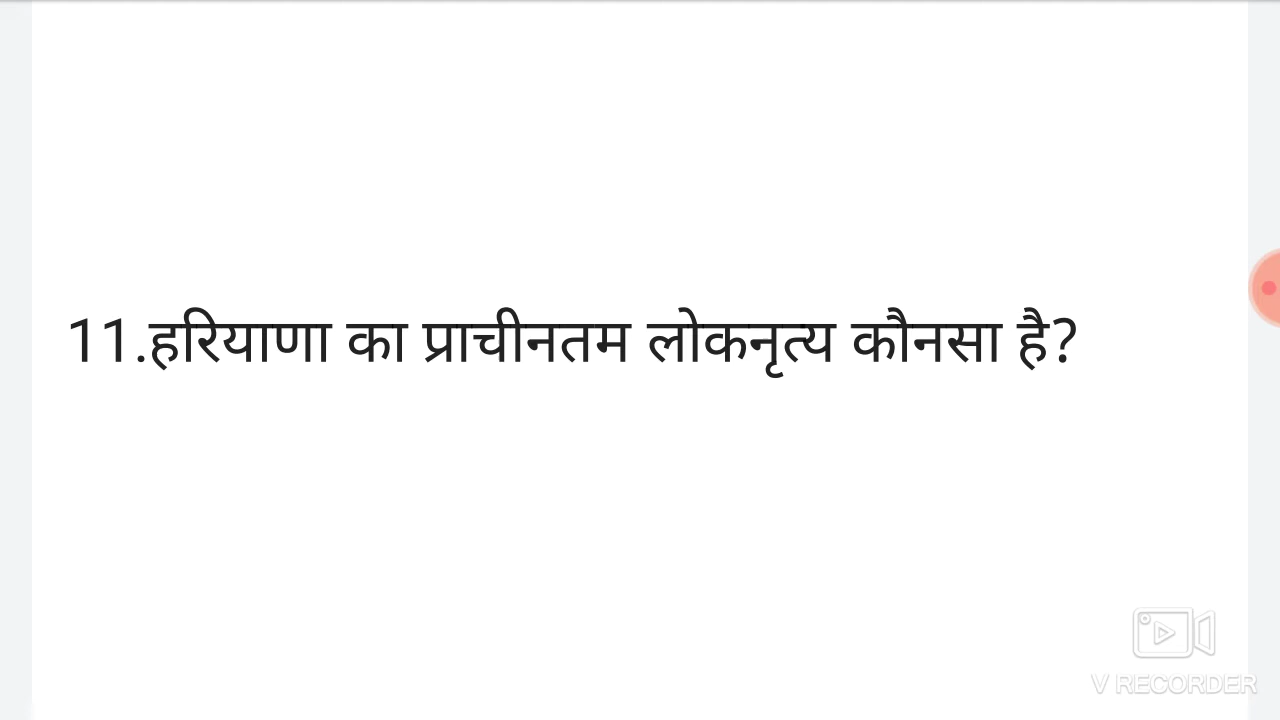 11.हरियाणा का प्राचीनतम लोकनृत्य कौनसा है?
V RECORDER